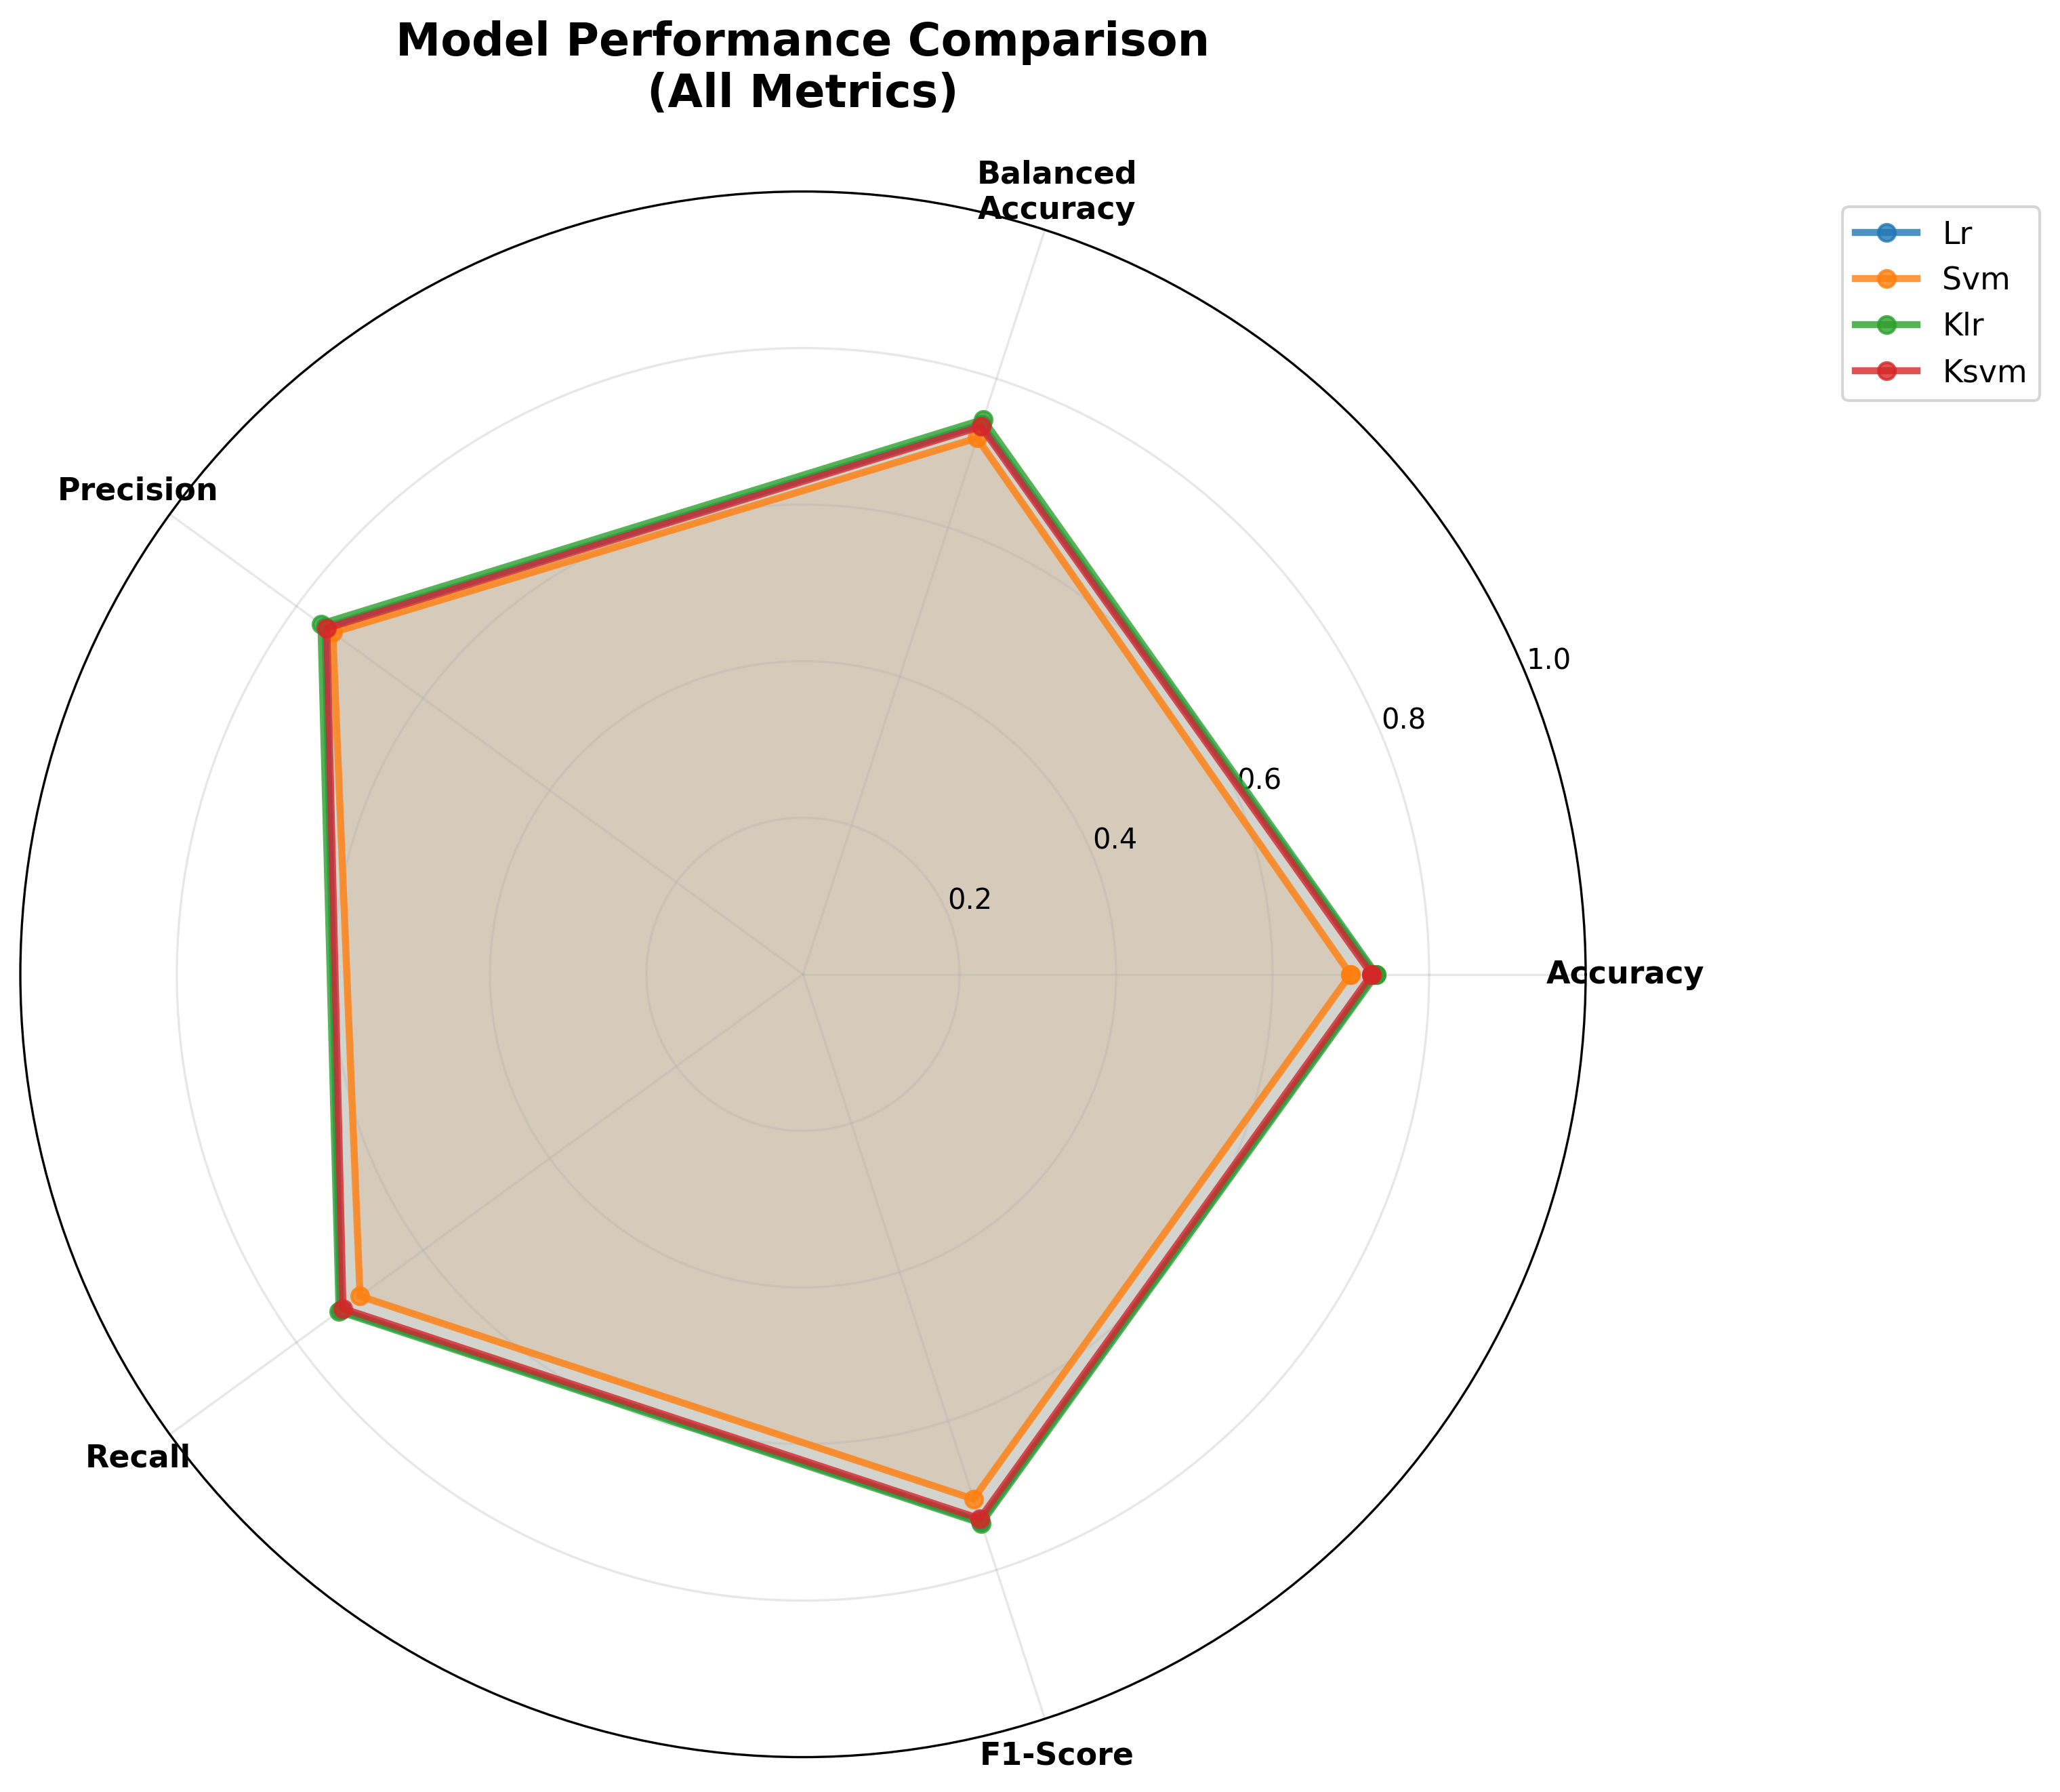 Model Performance Comparison
(All Metrics)
Balanced
Accuracy
Lr
Svm
Klr
Ksvm
Precision
1.0
0.8
0.6
0.4
0.2
Accuracy
Recall
F1-Score